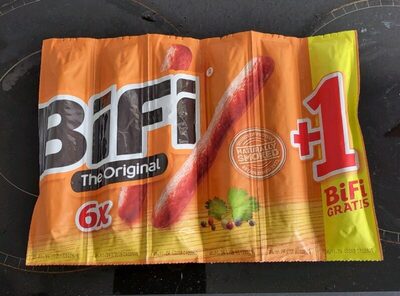 BiFi
The Original
6x
NATURALLY
SMOKED
+1
BiFi
GRATIS